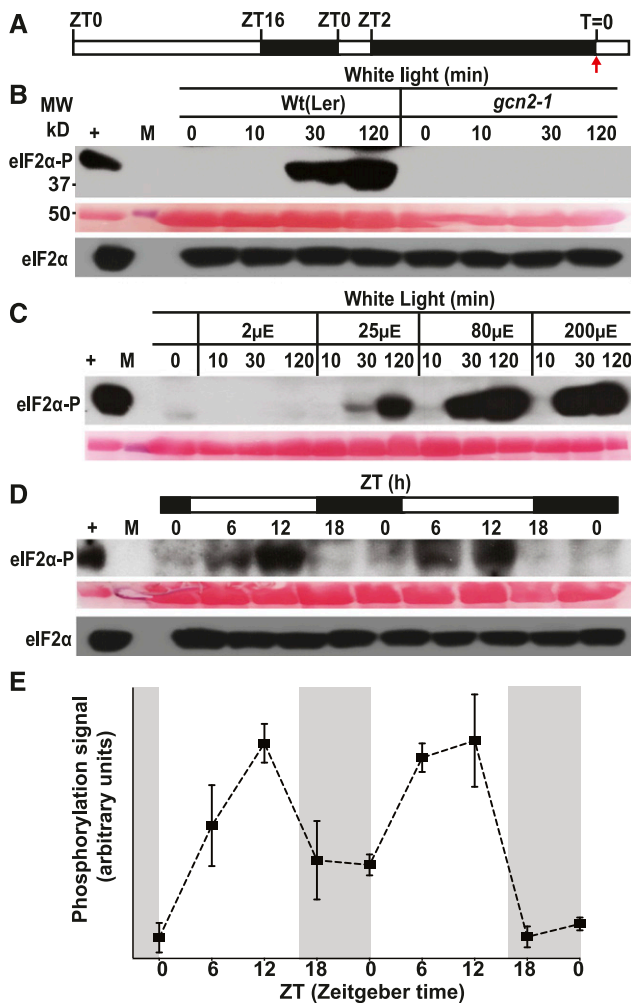 A
ZT0 ZT16 ZT0 ZT2 T=0
White light (min)
B
MW kD + M Wt(Ler) gcn2-1
0 10 30 120 0 10 30 120
eIF2α-P
37
50
eIF2α
White Light (min)
C
2µE 25µE 80µE 200µE
+ M 0 10 30 120 10 30 120 10 30 120 10 30 120
eIF2α-P
D
ZT (h)
+ M 0 6 12 18 0 6 12 18 0
eIF2α-P
eIF2α
E
Phosphorylation signal
(arbitrary units)
0 6 12 18 0 6 12 18 0
ZT (Zeitgeber time)